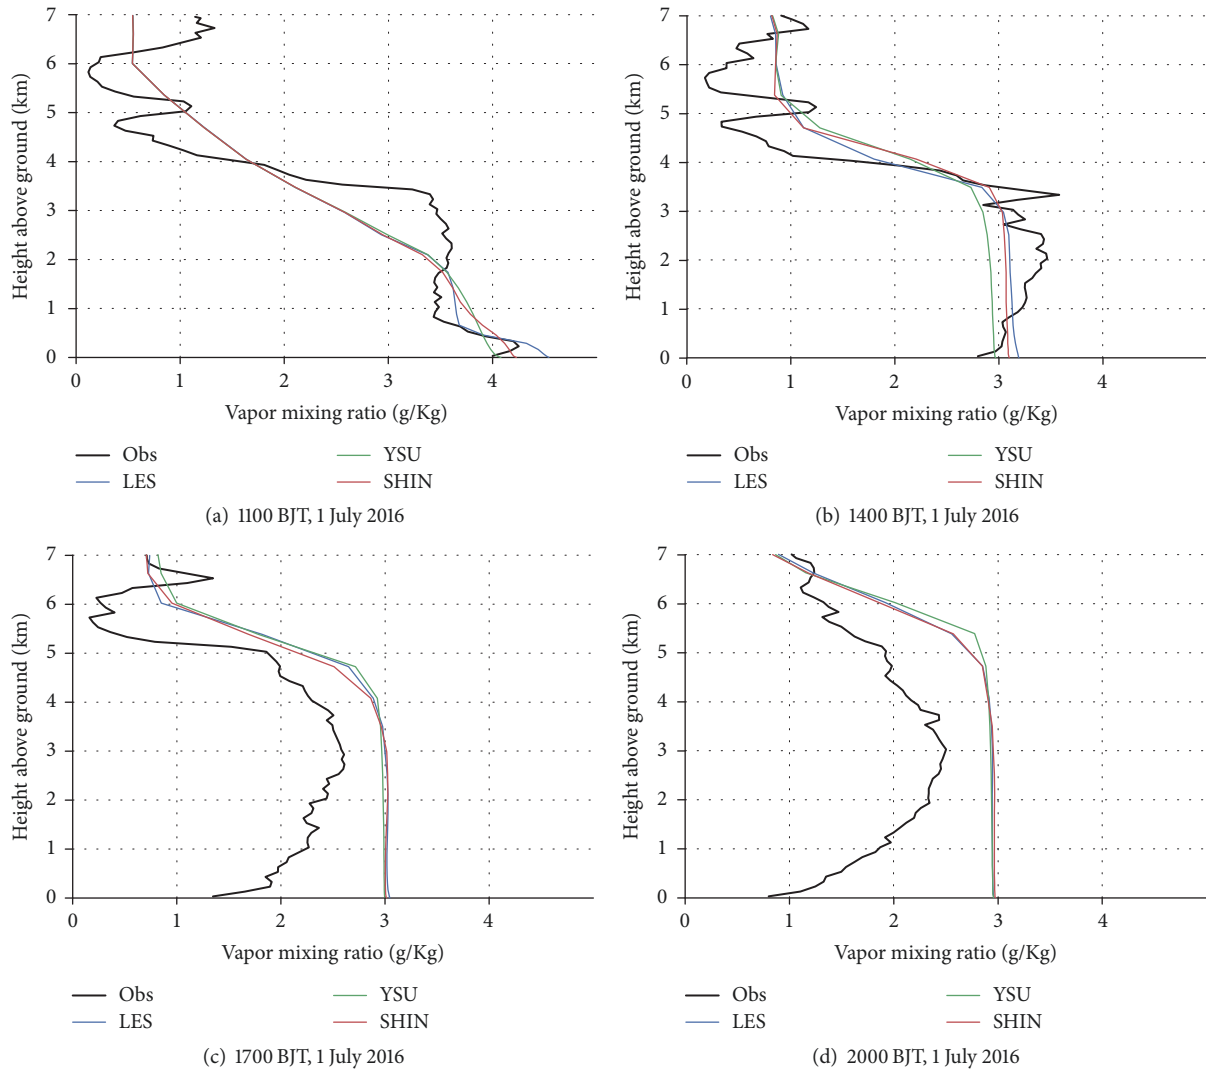 7
6
5
4
3
2
1
0
Height above ground (km)
0 1 2 3 4
Vapor mixing ratio (g/Kg)
Obs YSU
LES SHIN
(a) 1100 BJT, 1 July 2016
7
6
5
4
3
2
1
0
Height above ground (km)
0 1 2 3 4
Vapor mixing ratio (g/Kg)
Obs YSU
LES SHIN
(b) 1400 BJT, 1 July 2016
7
6
5
4
3
2
1
0
Height above ground (km)
0 1 2 3 4
Vapor mixing ratio (g/Kg)
Obs YSU
LES SHIN
(c) 1700 BJT, 1 July 2016
7
6
5
4
3
2
1
0
Height above ground (km)
0 1 2 3 4
Vapor mixing ratio (g/Kg)
Obs YSU
LES SHIN
(d) 2000 BJT, 1 July 2016